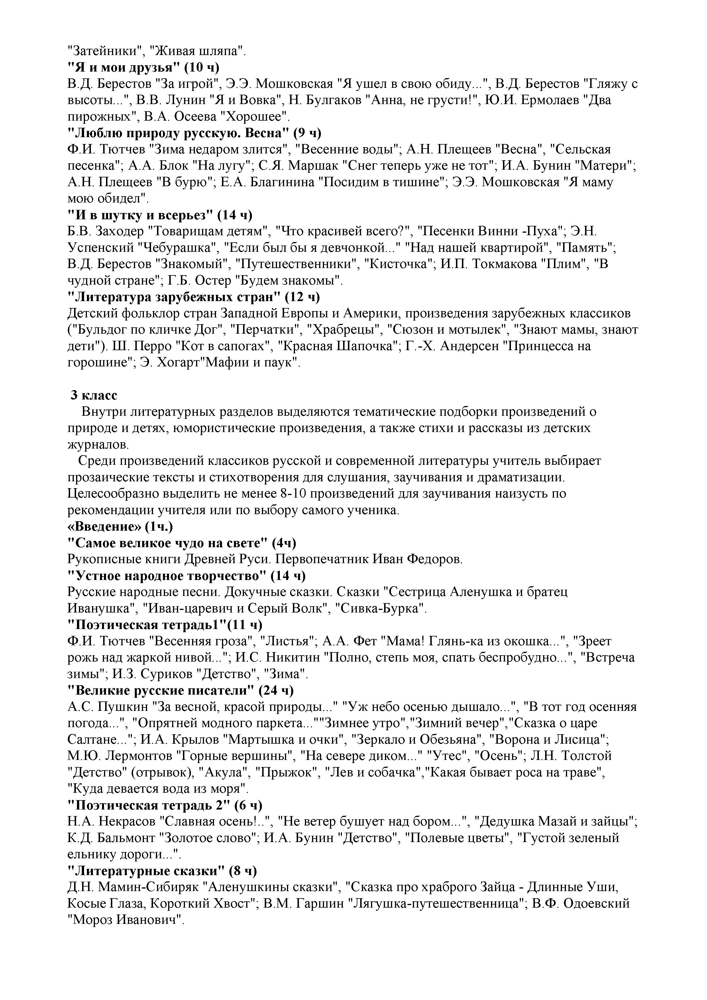 "Затейники", "Живая шляпа".
"Я и мои друзья" (10 ч)
В.Д. Берестов "За игрой", Э.Э. Мошковская "Я ушел в свою обиду...", В.Д. Берестов "Гляжу с
высоты...", В.В. Лунин "Я и Вовка", Н. Булгаков "Анна, не грусти!", Ю.И. Ермолаев "Два
пирожных", В.А. Осеева "Хорошее".
"Люблю природу русскую. Весна" (9 ч)
Ф.И. Тютчев "Зима недаром злится", "Весенние воды"; А.Н. Плещеев "Весна", "Сельская
песенка"; А.А. Блок "На лугу"; С.Я. Маршак "Снег теперь уже не тот"; И.А. Бунин "Матери";
А.Н. Плещеев "В бурю"; Е.А. Благинина "Посидим в тишине"; Э.Э. Мошковская "Я маму
мою обидел".
"И в шутку и всерьез" (14 ч)
Б.В. Заходер "Товарищам детям", "Что красивей всего?", "Песенки Винни -Пуха"; Э.Н.
Успенский "Чебурашка", "Если был бы я девчонкой..." "Над нашей квартирой", "Память";
В.Д. Берестов "Знакомый", "Путешественники", "Кисточка"; И.П. Токмакова "Плим", "В
чудной стране"; Г.Б. Остер "Будем знакомы".
"Литература зарубежных стран" (12 ч)
Детский фольклор стран Западной Европы и Америки, произведения зарубежных классиков
("Бульдог по кличке Дог", "Перчатки", "Храбрецы", "Сюзон и мотылек", "Знают мамы, знают
дети"). Ш. Перро "Кот в сапогах", "Красная Шапочка"; Г.-Х. Андерсен "Принцесса на
горошине"; Э. Хогарт"Мафии и паук".
3 класс
Внутри литературных разделов выделяются тематические подборки произведений о
природе и детях, юмористические произведения, а также стихи и рассказы из детских
журналов.
Среди произведений классиков русской и современной литературы учитель выбирает
прозаические тексты и стихотворения для слушания, заучивания и драматизации.
Целесообразно выделить не менее 8-10 произведений для заучивания наизусть по
рекомендации учителя или по выбору самого ученика.
«Введение» (1ч.)
"Самое великое чудо на свете" (4ч)
Рукописные книги Древней Руси. Первопечатник Иван Федоров.
"Устное народное творчество" (14 ч)
Русские народные песни. Докучные сказки. Сказки "Сестрица Аленушка и братец
Иванушка", "Иван-царевич и Серый Волк", "Сивка-Бурка".
"Поэтическая тетрадь1"(11 ч)
Ф.И. Тютчев "Весенняя гроза", "Листья"; А.А. Фет "Мама! Глянь-ка из окошка...", "Зреет
рожь над жаркой нивой..."; И.С. Никитин "Полно, степь моя, спать беспробудно...", "Встреча
зимы"; И.З. Суриков "Детство", "Зима".
"Великие русские писатели" (24 ч)
А.С. Пушкин "За весной, красой природы..." "Уж небо осенью дышало...", "В тот год осенняя
погода...", "Опрятней модного паркета...""Зимнее утро","Зимний вечер","Сказка о царе
Салтане..."; И.А. Крылов "Мартышка и очки", "Зеркало и Обезьяна", "Ворона и Лисица";
М.Ю. Лермонтов "Горные вершины", "На севере диком..." "Утес", "Осень"; Л.Н. Толстой
"Детство" (отрывок), "Акула", "Прыжок", "Лев и собачка","Какая бывает роса на траве",
"Куда девается вода из моря".
"Поэтическая тетрадь 2" (6 ч)
Н.А. Некрасов "Славная осень!..", "Не ветер бушует над бором...", "Дедушка Мазай и зайцы";
К.Д. Бальмонт "Золотое слово"; И.А. Бунин "Детство", "Полевые цветы", "Густой зеленый
ельнику дороги...".
"Литературные сказки" (8 ч)
Д.Н. Мамин-Сибиряк "Аленушкины сказки", "Сказка про храброго Зайца - Длинные Уши,
Косые Глаза, Короткий Хвост"; В.М. Гаршин "Лягушка-путешественница"; В.Ф. Одоевский
"Мороз Иванович".